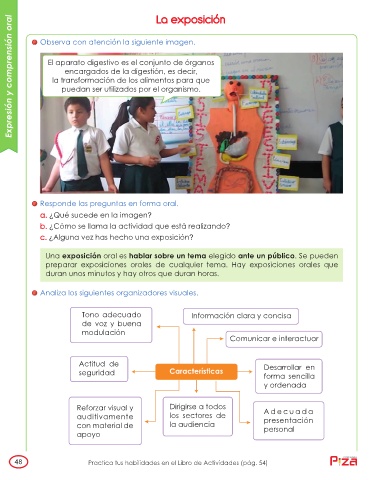 La exposición
Expresión y comprensión oral
Observa con atención la siguiente imagen.
El aparato digestivo es el conjunto de órganos
encargados de la digestión, es decir,
la transformación de los alimentos para que
puedan ser utilizados por el organismo.
Responde las preguntas en forma oral.
a. ¿Qué sucede en la imagen?
b. ¿Cómo se llama la actividad que está realizando?
c. ¿Alguna vez has hecho una exposición?
Una exposición oral es hablar sobre un tema elegido ante un público. Se pueden
preparar exposiciones orales de cualquier tema. Hay exposiciones orales que
duran unos minutos y hay otros que duran horas.
Analiza los siguientes organizadores visuales.
Tono adecuado
de voz y buena
modulación
Información clara y concisa
Comunicar e interactuar
Actitud de
seguridad
Características
Desarrollar en
forma sencilla
y ordenada
Reforzar visual y
auditivamente
con material de
apoyo
Dirigirse a todos
los sectores de
la audiencia
Adecuada
presentación
personal
48
Practica tus habilidades en el Libro de Actividades (pág. 54)